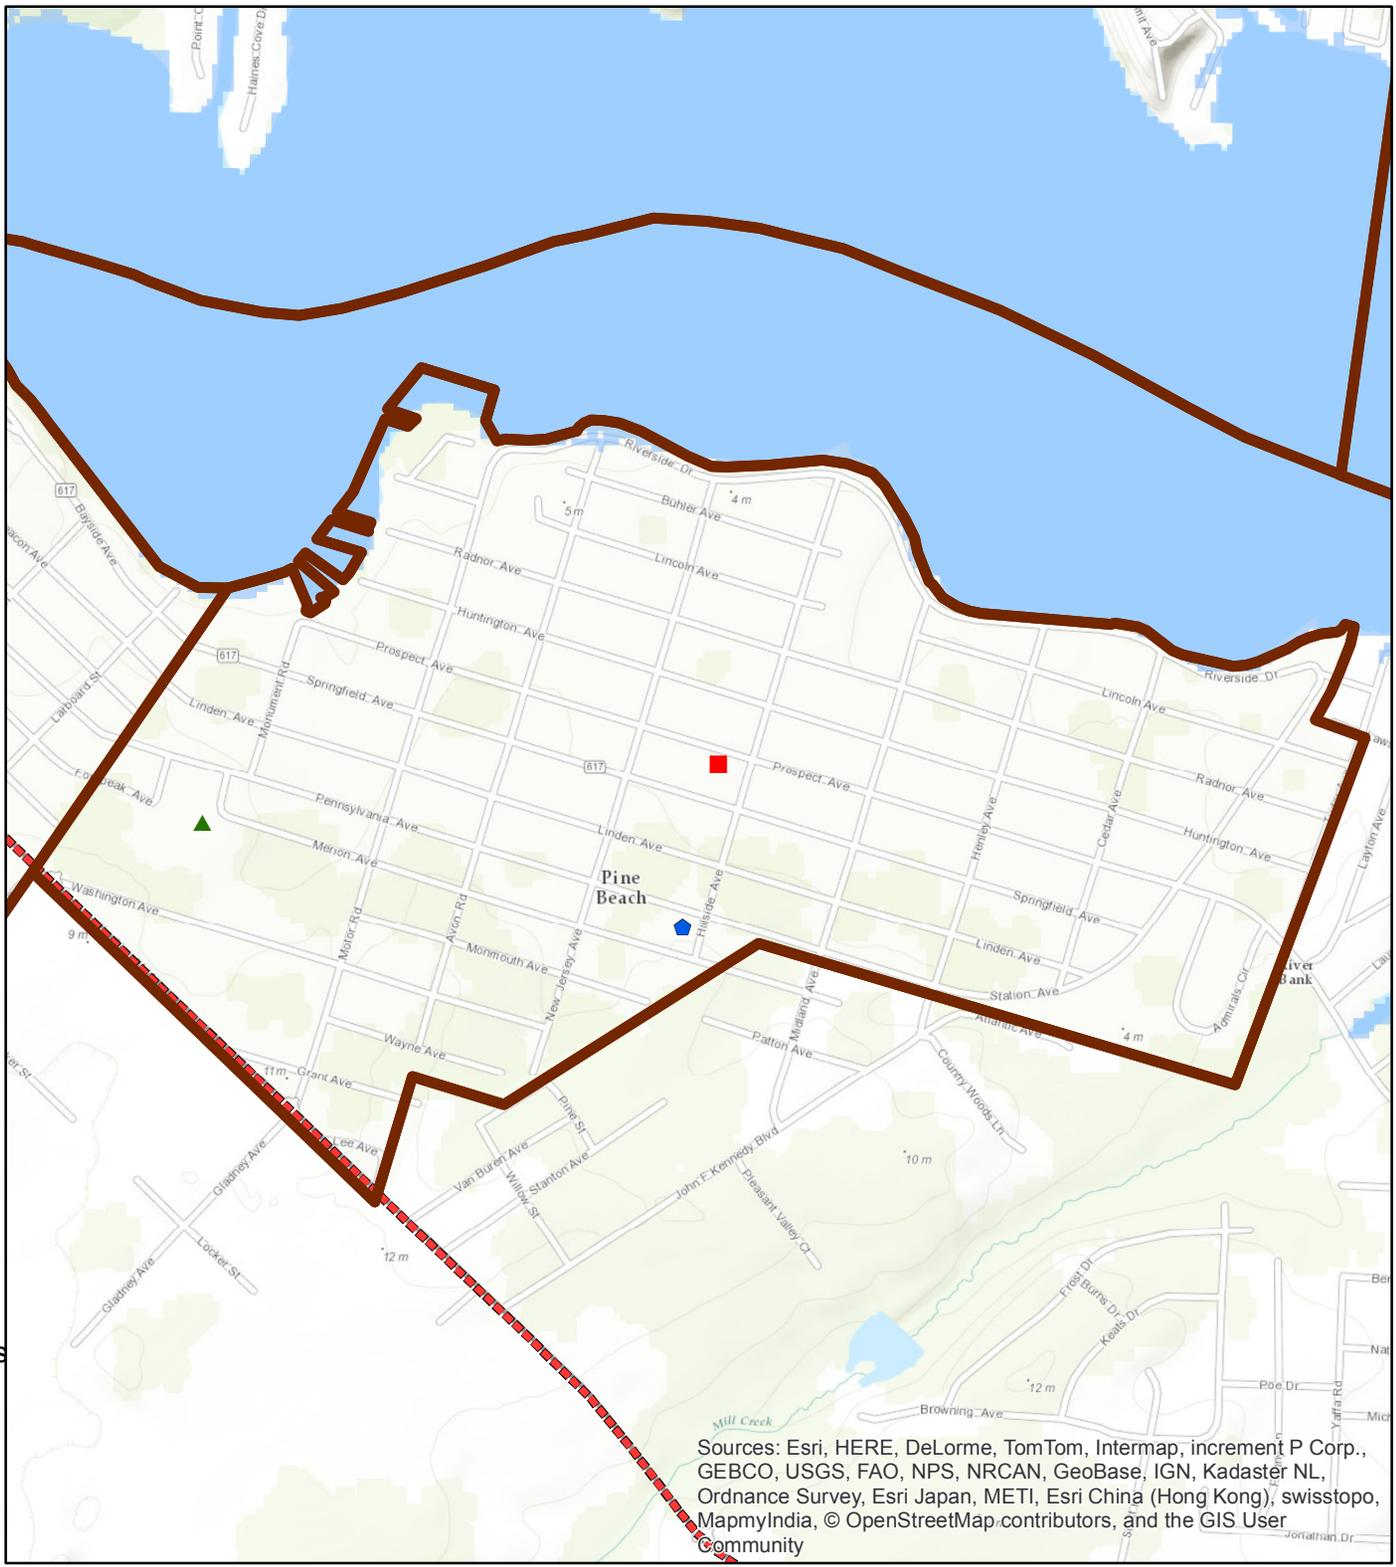 Haines Cove D
617
Bayside Ave
Riverside Dr
Buhler Ave
4 m
5 m
Radnor Ave
Lincoln Ave
Huntington Ave
Prospect Ave
617
Springfield Ave
Larboard St
Linden Ave
Monument Rd
Riverside Dr
Lincoln Ave
617
Prospect Ave
Radnor Ave
Pennsylvania Ave
Linden Ave
Henley Ave
Cedar Ave
Huntington Ave
Layton Ave
Merion Ave
Pine
Beach
Springfield Ave
Washington Ave
Hillside Ave
9 m
Motor Rd
Avon Rd
Monmouth Ave
New Jersey Ave
Linden Ave
Station Ave
Admirals Cir
Atlantic Ave
4 m
Midland Ave
Patton Ave
Wayne Ave
11m
Grant Ave
Country Woods Ln
Pine St
Lee Ave
Gladney Ave
Van Buren Ave
Stanton Ave
Willow St
John F Kennedy Blvd
10 m
Pleasant Valley Ct
Locker St
12 m
Gladney Ave
Frost Dr
Burns Dr
Keats Dr
s
12 m
Poe Dr
Yaffa Rd
Browning Ave
Mill Creek
Jonathan Dr
Sources: Esri, HERE, DeLorme, TomTom, Intermap, increment P Corp.,
GEBCO, USGS, FAO, NPS, NRCAN, GeoBase, IGN, Kadaster NL,
Ordnance Survey, Esri Japan, METI, Esri China (Hong Kong), swisstopo,
MapmyIndia, © OpenStreetMap contributors, and the GIS User
Community